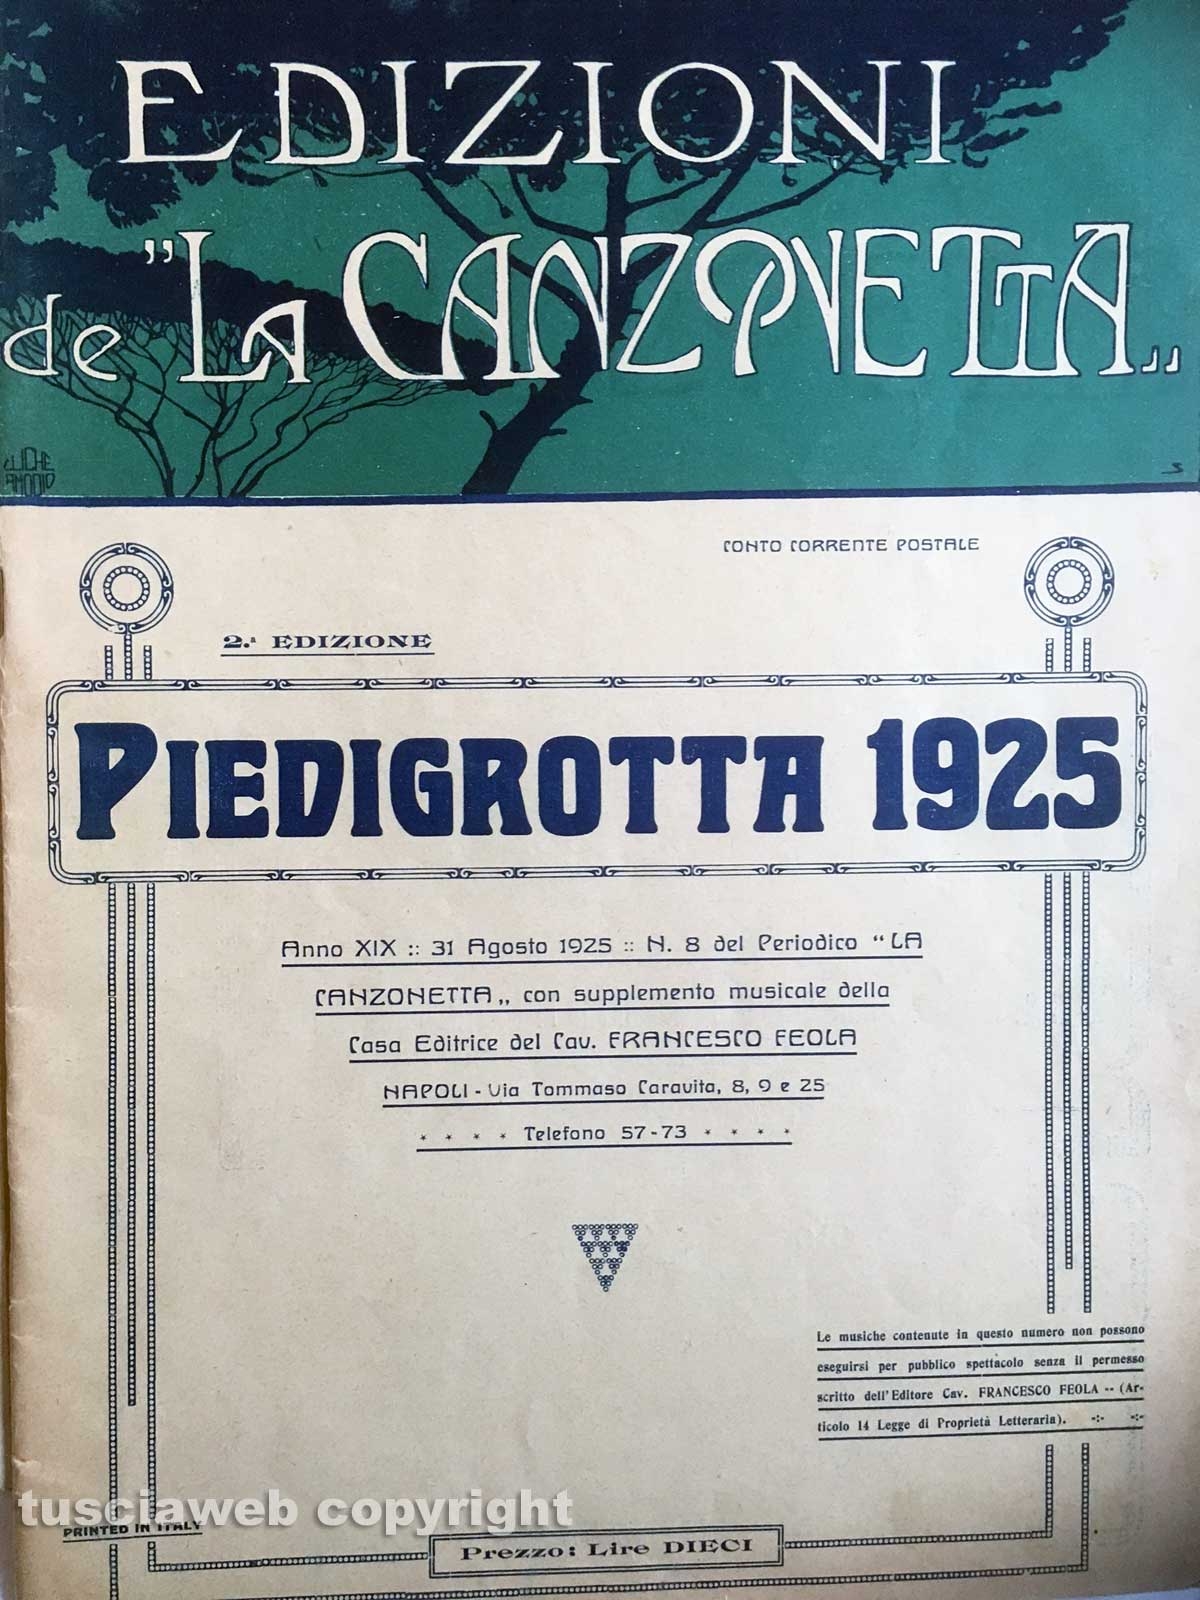 EDIZIONI
de "LA CANZONETTA„
CLICHE
AMODIO
CONTO CORRENTE POSTALE
2.ª EDIZIONE
PIEDIGROTTA 1925
Anno XIX :: 31 Agosto 1925 :: N. 8 del Periodico "LA
CANZONETTA„ con supplemento musicale della
Casa Editrice del Cav. FRANCESCO FEOLA
NAPOLI - Via Tommaso Caravita, 8, 9 e 25
* * * * Telefono 57-73 * * * *
Le musiche contenute in questo numero non possono
eseguirsi per pubblico spettacolo senza il permesso
scritto dell'Editore Cav. FRANCESCO FEOLA -- (Ar-
ticolo 14 Legge di Proprietà Letteraria). -:- -:-
tusciaweb copyright
PRINTED IN ITALY
Prezzo: Lire DIECI